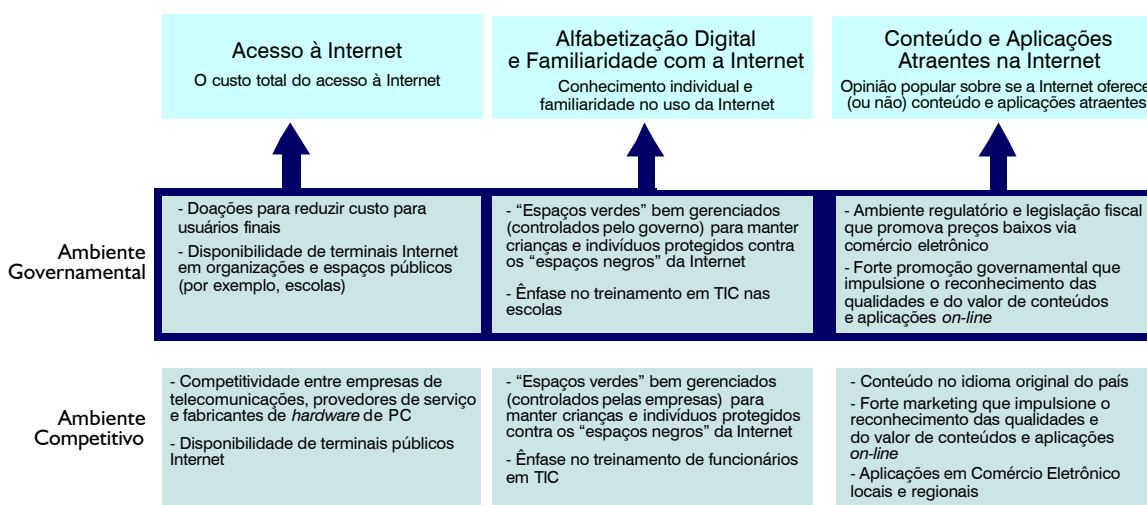 Acesso à Internet
O custo total do acesso à Internet
Alfabetização Digital
e Familiaridade com a Internet
Conhecimento individual e
familiaridade no uso da Internet
Conteúdo e Aplicações
Atraentes na Internet
Opinião popular sobre se a Internet oferece
(ou não) conteúdo e aplicações atraentes
Ambiente
Governamental
- Doações para reduzir custo para
usuários finais
- Disponibilidade de terminais Internet
em organizações e espaços públicos
(por exemplo, escolas)
- “Espaços verdes” bem gerenciados
(controlados pelo governo) para manter
crianças e indivíduos protegidos contra
os “espaços negros” da Internet
- Ênfase no treinamento em TIC nas
escolas
- Ambiente regulatório e legislação fiscal
que promova preços baixos via
comércio eletrônico
- Forte promoção governamental que
impulsione o reconhecimento das
qualidades e do valor de conteúdos
e aplicações on-line
Ambiente
Competitivo
- Competitividade entre empresas de
telecomunicações, provedores de serviço
e fabricantes de hardware de PC
- Disponibilidade de terminais públicos
Internet
- “Espaços verdes” bem gerenciados
(controlados pelas empresas) para
manter crianças e indivíduos protegidos
contra os “espaços negros” da Internet
- Ênfase no treinamento de funcionários
em TIC
- Conteúdo no idioma original do país
- Forte marketing que impulsione o
reconhecimento das qualidades e
do valor de conteúdos e aplicações
on-line
- Aplicações em Comércio Eletrônico
locais e regionais